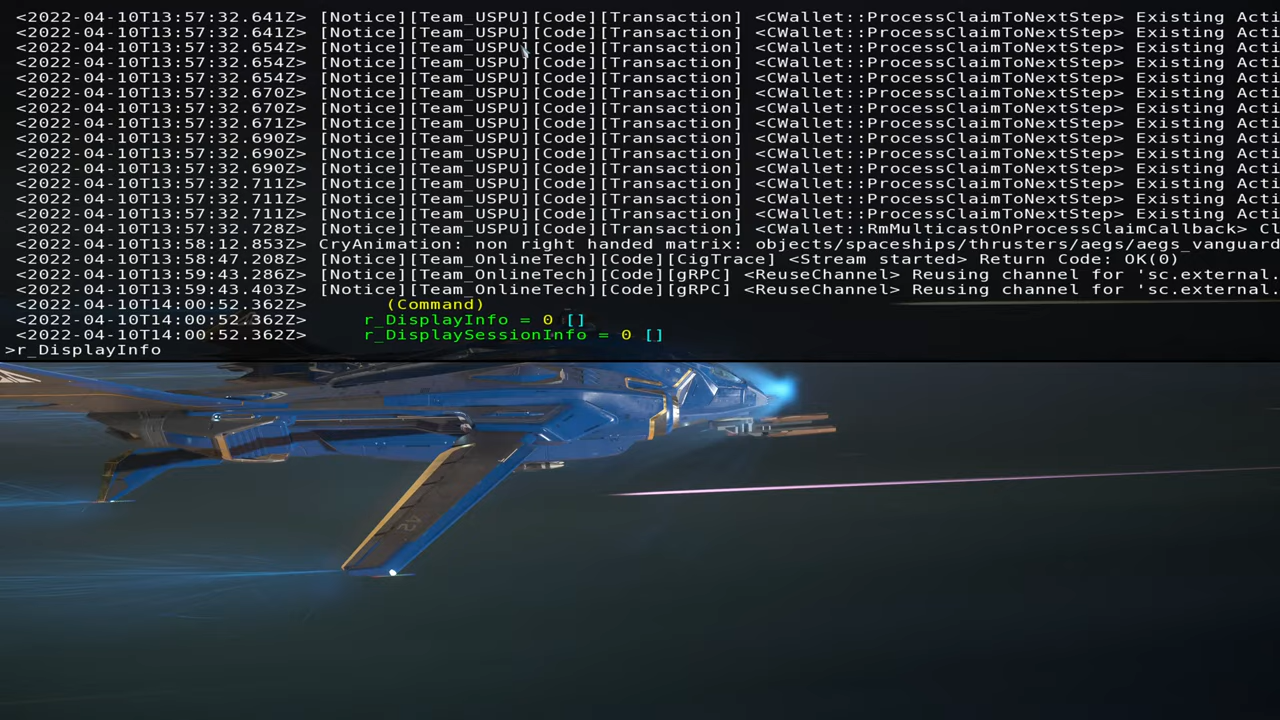 <2022-04-10T13:57:32.641Z> [Notice][Team_USPU][Code][Transaction] <CWallet::ProcessClaimToNextStep> Existing Acti
<2022-04-10T13:57:32.641Z> [Notice][Team_USPU][Code][Transaction] <CWallet::ProcessClaimToNextStep> Existing Acti
<2022-04-10T13:57:32.654Z> [Notice][Team_USPU][Code][Transaction] <CWallet::ProcessClaimToNextStep> Existing Acti
<2022-04-10T13:57:32.654Z> [Notice][Team_USPU][Code][Transaction] <CWallet::ProcessClaimToNextStep> Existing Acti
<2022-04-10T13:57:32.654Z> [Notice][Team_USPU][Code][Transaction] <CWallet::ProcessClaimToNextStep> Existing Acti
<2022-04-10T13:57:32.670Z> [Notice][Team_USPU][Code][Transaction] <CWallet::ProcessClaimToNextStep> Existing Acti
<2022-04-10T13:57:32.670Z> [Notice][Team_USPU][Code][Transaction] <CWallet::ProcessClaimToNextStep> Existing Acti
<2022-04-10T13:57:32.671Z> [Notice][Team_USPU][Code][Transaction] <CWallet::ProcessClaimToNextStep> Existing Acti
<2022-04-10T13:57:32.690Z> [Notice][Team_USPU][Code][Transaction] <CWallet::ProcessClaimToNextStep> Existing Acti
<2022-04-10T13:57:32.690Z> [Notice][Team_USPU][Code][Transaction] <CWallet::ProcessClaimToNextStep> Existing Acti
<2022-04-10T13:57:32.690Z> [Notice][Team_USPU][Code][Transaction] <CWallet::ProcessClaimToNextStep> Existing Acti
<2022-04-10T13:57:32.711Z> [Notice][Team_USPU][Code][Transaction] <CWallet::ProcessClaimToNextStep> Existing Acti
<2022-04-10T13:57:32.711Z> [Notice][Team_USPU][Code][Transaction] <CWallet::ProcessClaimToNextStep> Existing Acti
<2022-04-10T13:57:32.711Z> [Notice][Team_USPU][Code][Transaction] <CWallet::ProcessClaimToNextStep> Existing Acti
<2022-04-10T13:57:32.728Z> [Notice][Team_USPU][Code][Transaction] <CWallet::RmMulticastOnProcessClaimCallback> Cl
<2022-04-10T13:58:12.853Z> CryAnimation: non right handed matrix: objects/spaceships/thrusters/aegs/aegs_vanguard
<2022-04-10T13:58:47.208Z> [Notice][Team_OnlineTech][Code][CigTrace] <Stream started> Return Code: OK(0)
<2022-04-10T13:59:43.286Z> [Notice][Team_OnlineTech][Code][gRPC] <ReuseChannel> Reusing channel for 'sc.external.
<2022-04-10T13:59:43.403Z> [Notice][Team_OnlineTech][Code][gRPC] <ReuseChannel> Reusing channel for 'sc.external.
<2022-04-10T14:00:52.362Z> (Command)
<2022-04-10T14:00:52.362Z> r_DisplayInfo = 0 []
<2022-04-10T14:00:52.362Z> r_DisplaySessionInfo = 0 []
>r_DisplayInfo
42